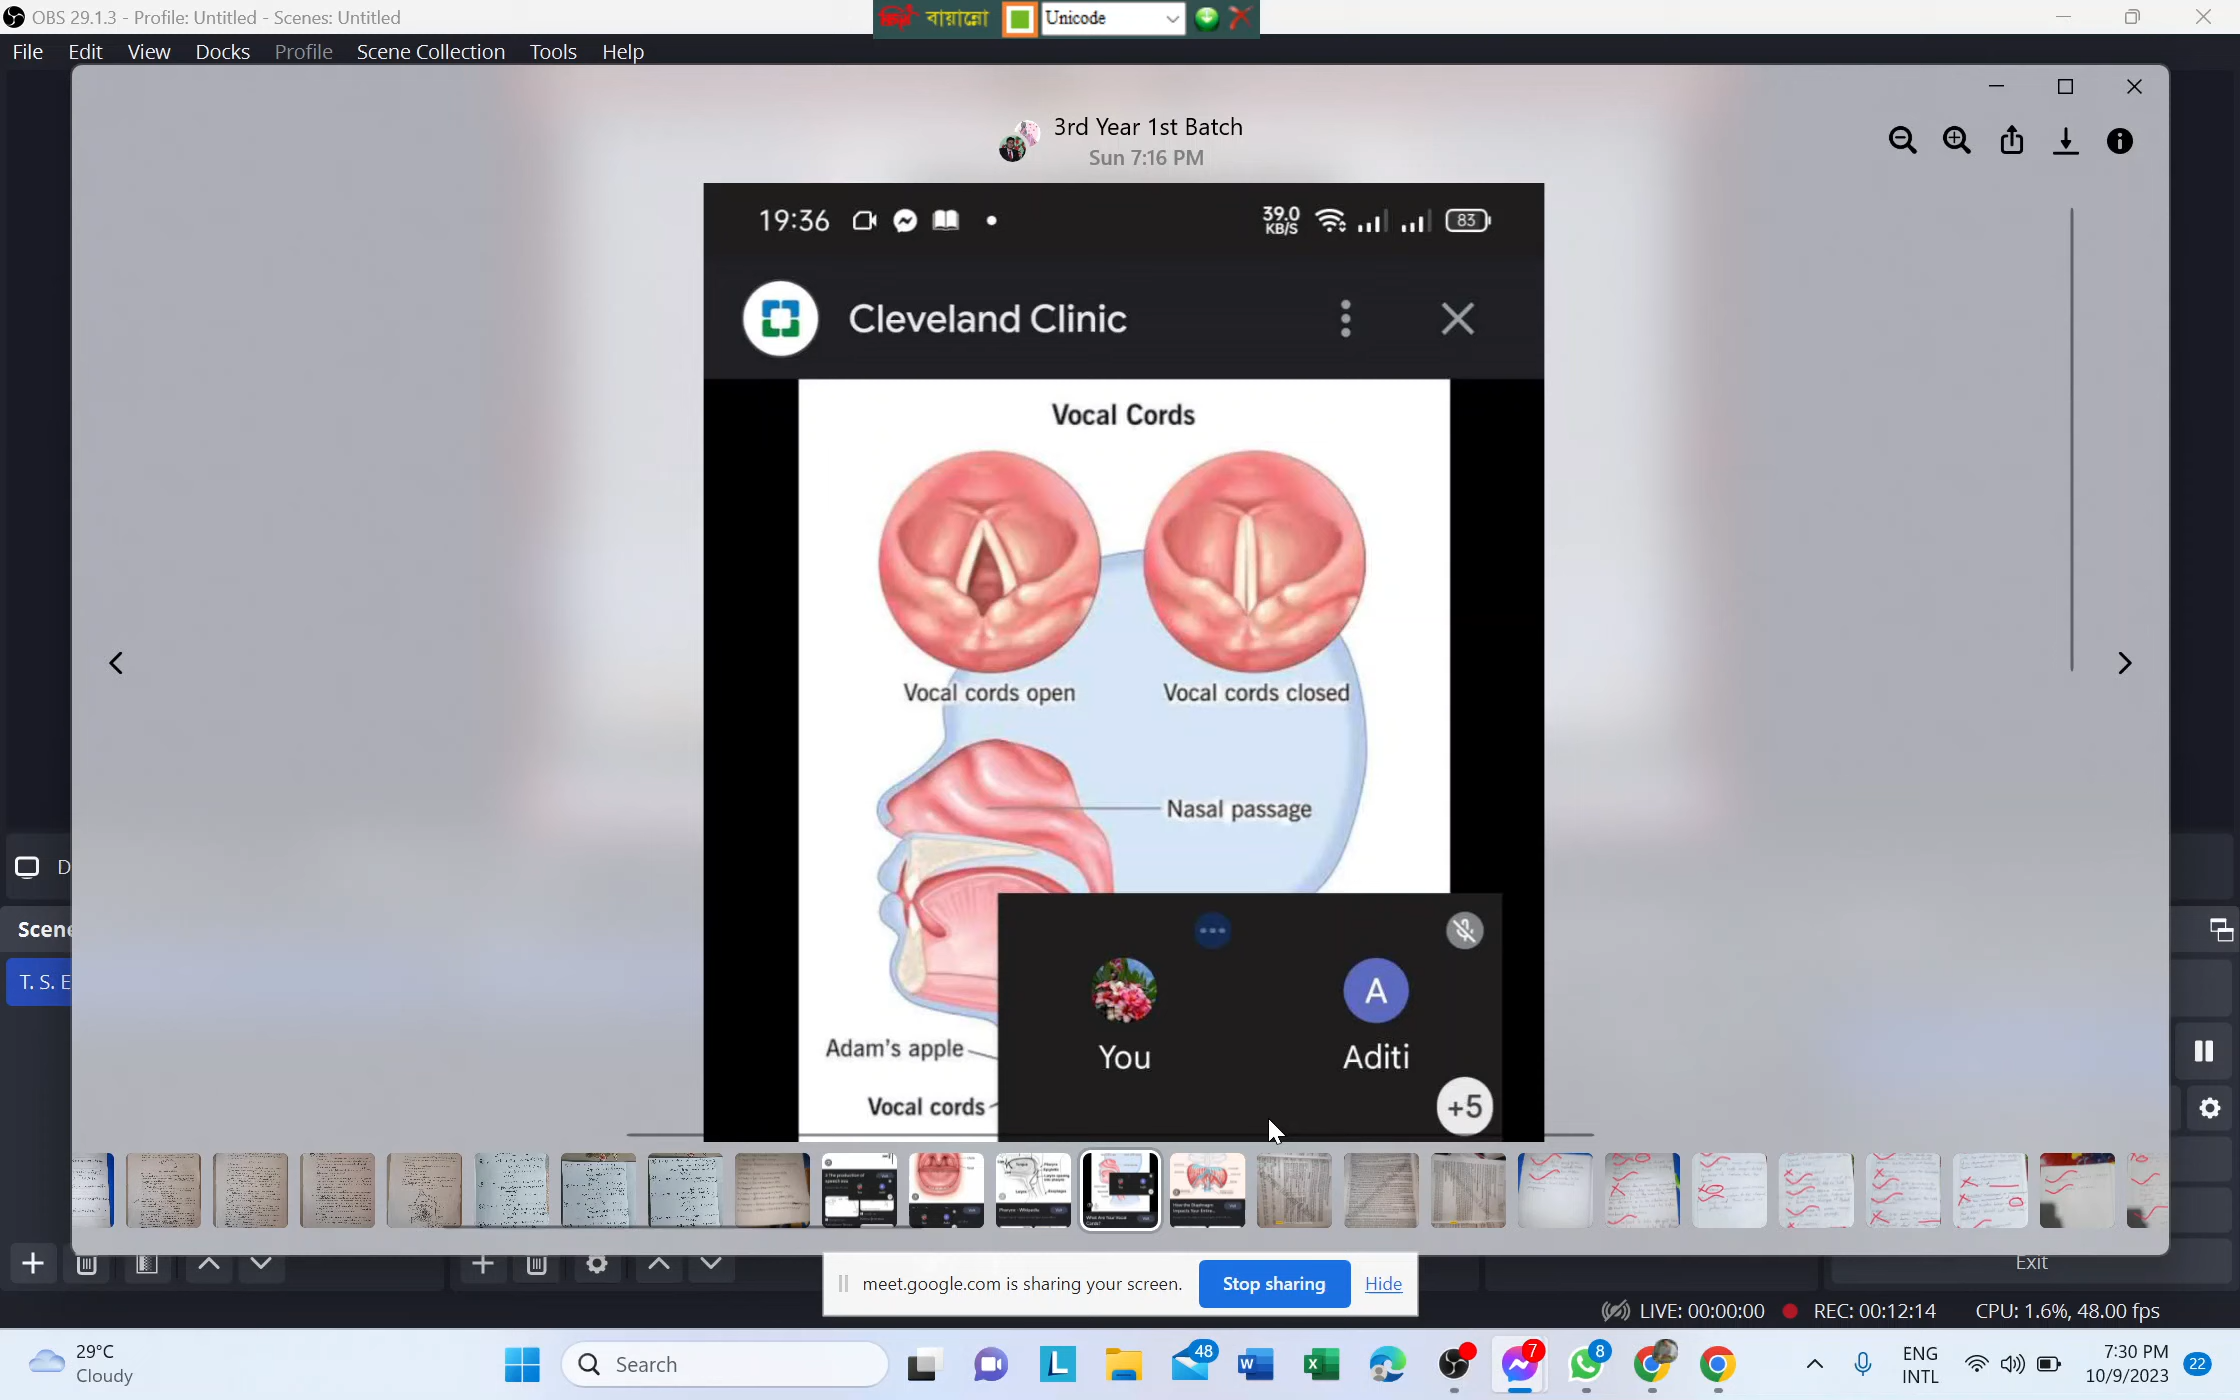 OBS 29.1.3 - Profile: Untitled - Scenes: Untitled
বায়ান্নো Unicode
File Edit View Docks Profile Scene Collection Tools Help
3rd Year 1st Batch
Sun 7:16 PM
19:36 39.0 KB/S 83
Cleveland Clinic
Vocal Cords
Vocal cords open Vocal cords closed
Nasal passage
D
Scene
T. S. E
Adam's apple
You A Aditi
Vocal cords
+5
Exit
meet.google.com is sharing your screen. Stop sharing Hide
LIVE: 00:00:00 REC: 00:12:14 CPU: 1.6%, 48.00 fps
29°C
Cloudy
Search
48
7
8
ENG
INTL
7:30 PM
10/9/2023
22